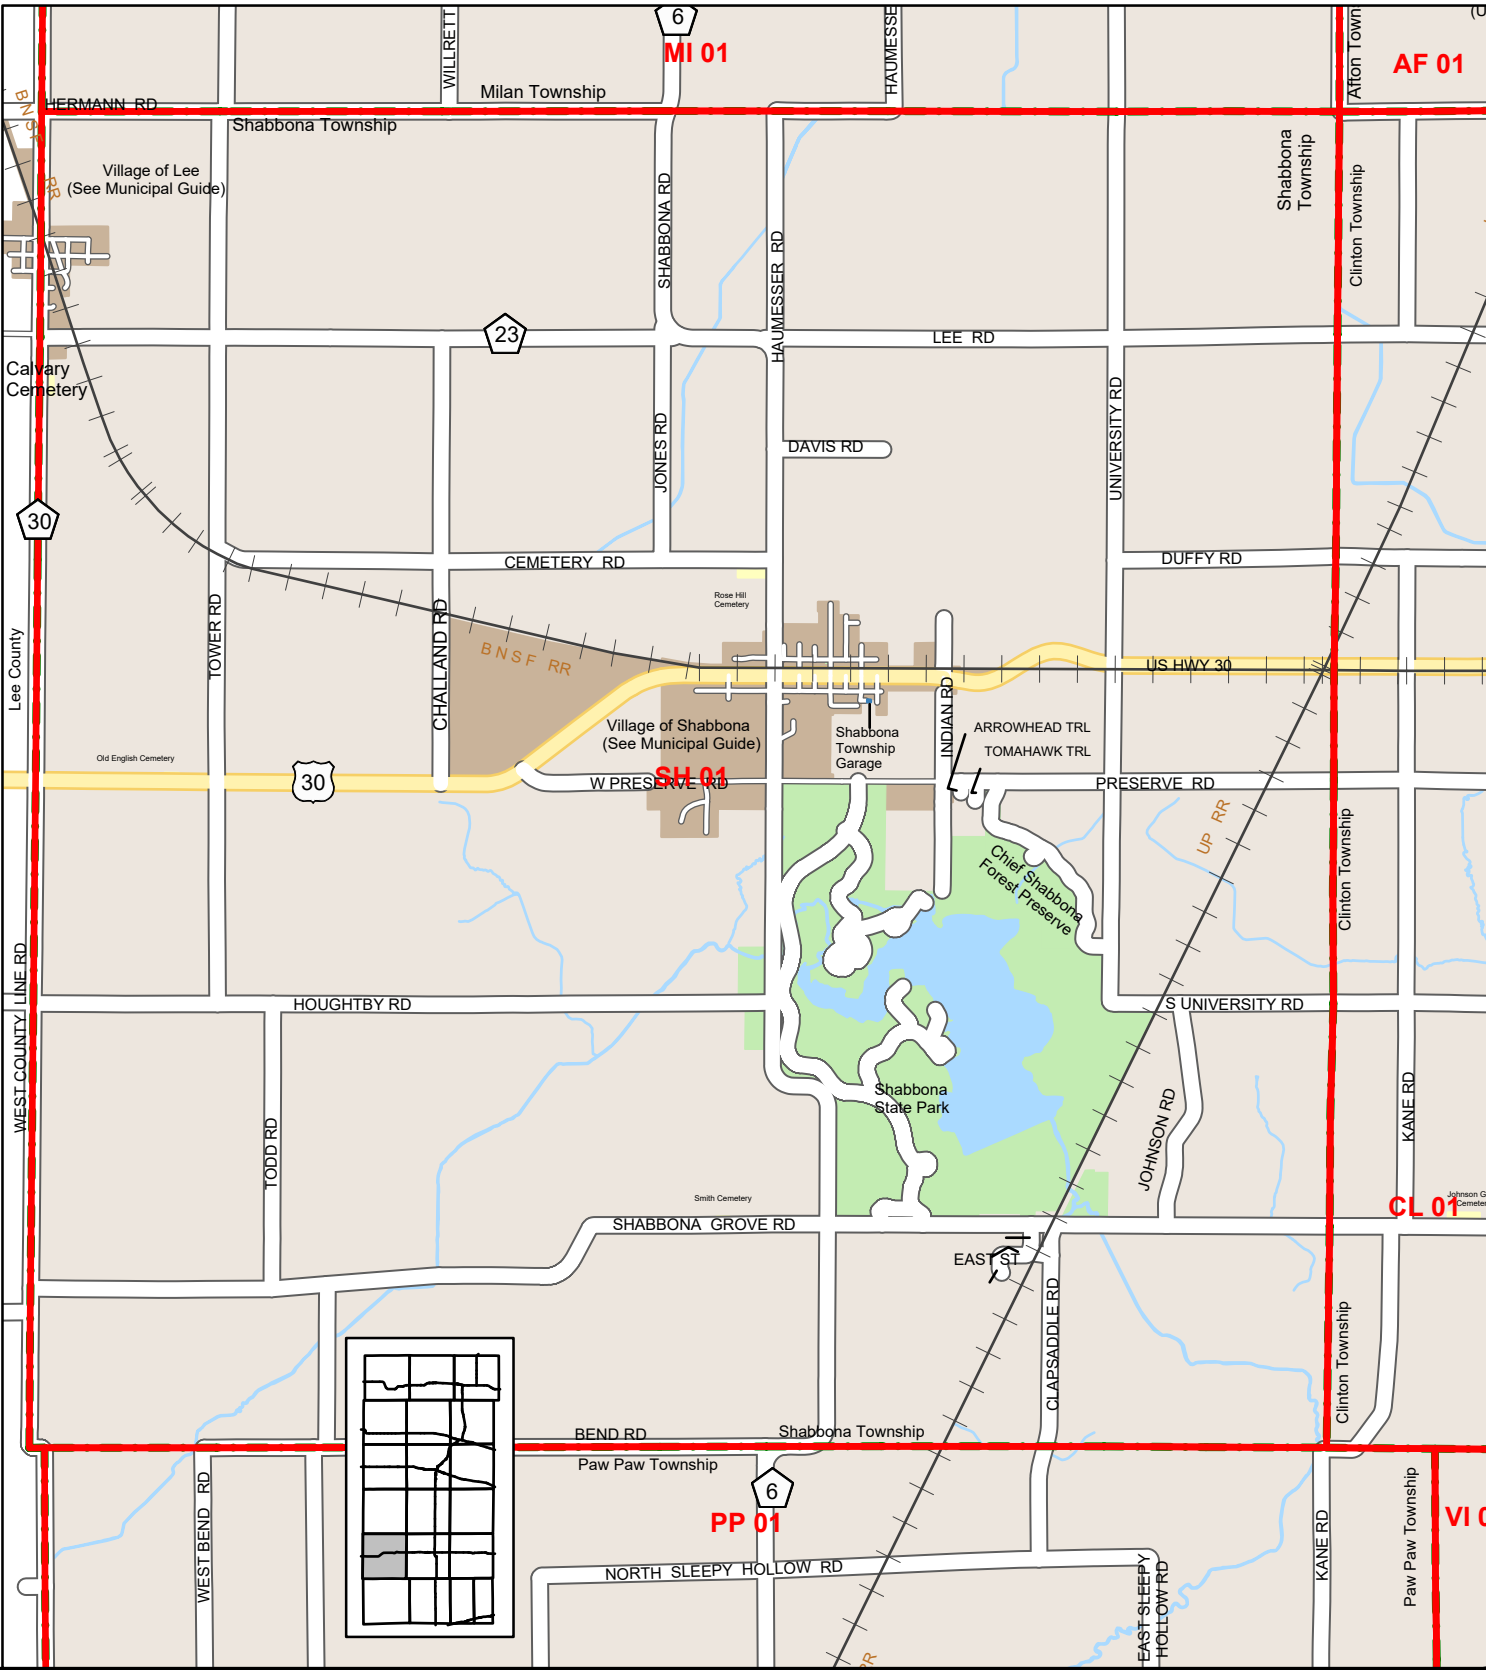 6
MI 01
WILLRETT
HAUMESSE
Afton Town
AF 01
(U
Milan Township
HERMANN RD
Shabbona Township
BNSF RR
Village of Lee
(See Municipal Guide)
SHABBONA RD
HAUMESSER RD
Shabbona
Township
Clinton Township
23
LEE RD
Calvary
Cemetery
JONES RD
DAVIS RD
UNIVERSITY RD
30
CEMETERY RD
DUFFY RD
Rose Hill
Cemetery
Lee County
TOWER RD
CHALLAND RD
BNSF RR
US HWY 30
INDIAN RD
Village of Shabbona
(See Municipal Guide)
Shabbona
Township
Garage
ARROWHEAD TRL
TOMAHAWK TRL
Old English Cemetery
30
SH 01
W PRESERVE RD
PRESERVE RD
UP RR
Chief Shabbona
Forest Preserve
Clinton Township
WEST COUNTY LINE RD
HOUGHTBY RD
S UNIVERSITY RD
TODD RD
Shabbona
State Park
JOHNSON RD
KANE RD
Smith Cemetery
Johnson G
Cemeter
CL 01
SHABBONA GROVE RD
EAST ST
CLAPSADDLE RD
Clinton Township
BEND RD
Shabbona Township
Paw Paw Township
6
PP 01
WEST BEND RD
NORTH SLEEPY HOLLOW RD
EAST SLEEPY
HOLLOW RD
KANE RD
Paw Paw Township
VI 0
RR